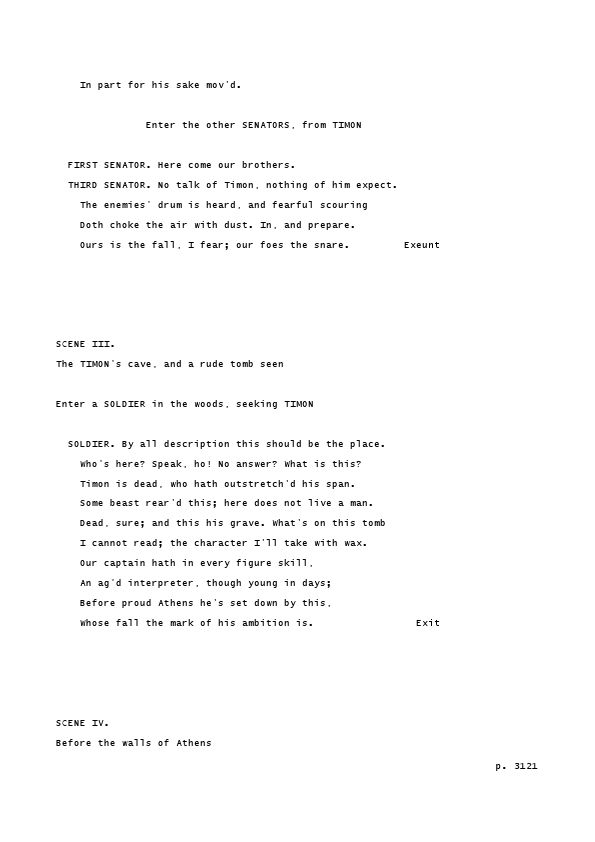 In part for his sake mov'd.
Enter the other SENATORS, from TIMON
FIRST SENATOR. Here come our brothers.
THIRD SENATOR. No talk of Timon, nothing of him expect.
The enemies' drum is heard, and fearful scouring
Doth choke the air with dust. In, and prepare.
Ours is the fall, I fear; our foes the snare. Exeunt
SCENE III.
The TIMON's cave, and a rude tomb seen
Enter a SOLDIER in the woods, seeking TIMON
SOLDIER. By all description this should be the place.
Who's here? Speak, ho! No answer? What is this?
Timon is dead, who hath outstretch'd his span.
Some beast rear'd this; here does not live a man.
Dead, sure; and this his grave. What's on this tomb
I cannot read; the character I'll take with wax.
Our captain hath in every figure skill,
An ag'd interpreter, though young in days;
Before proud Athens he's set down by this,
Whose fall the mark of his ambition is. Exit
SCENE IV.
Before the walls of Athens
p. 3121